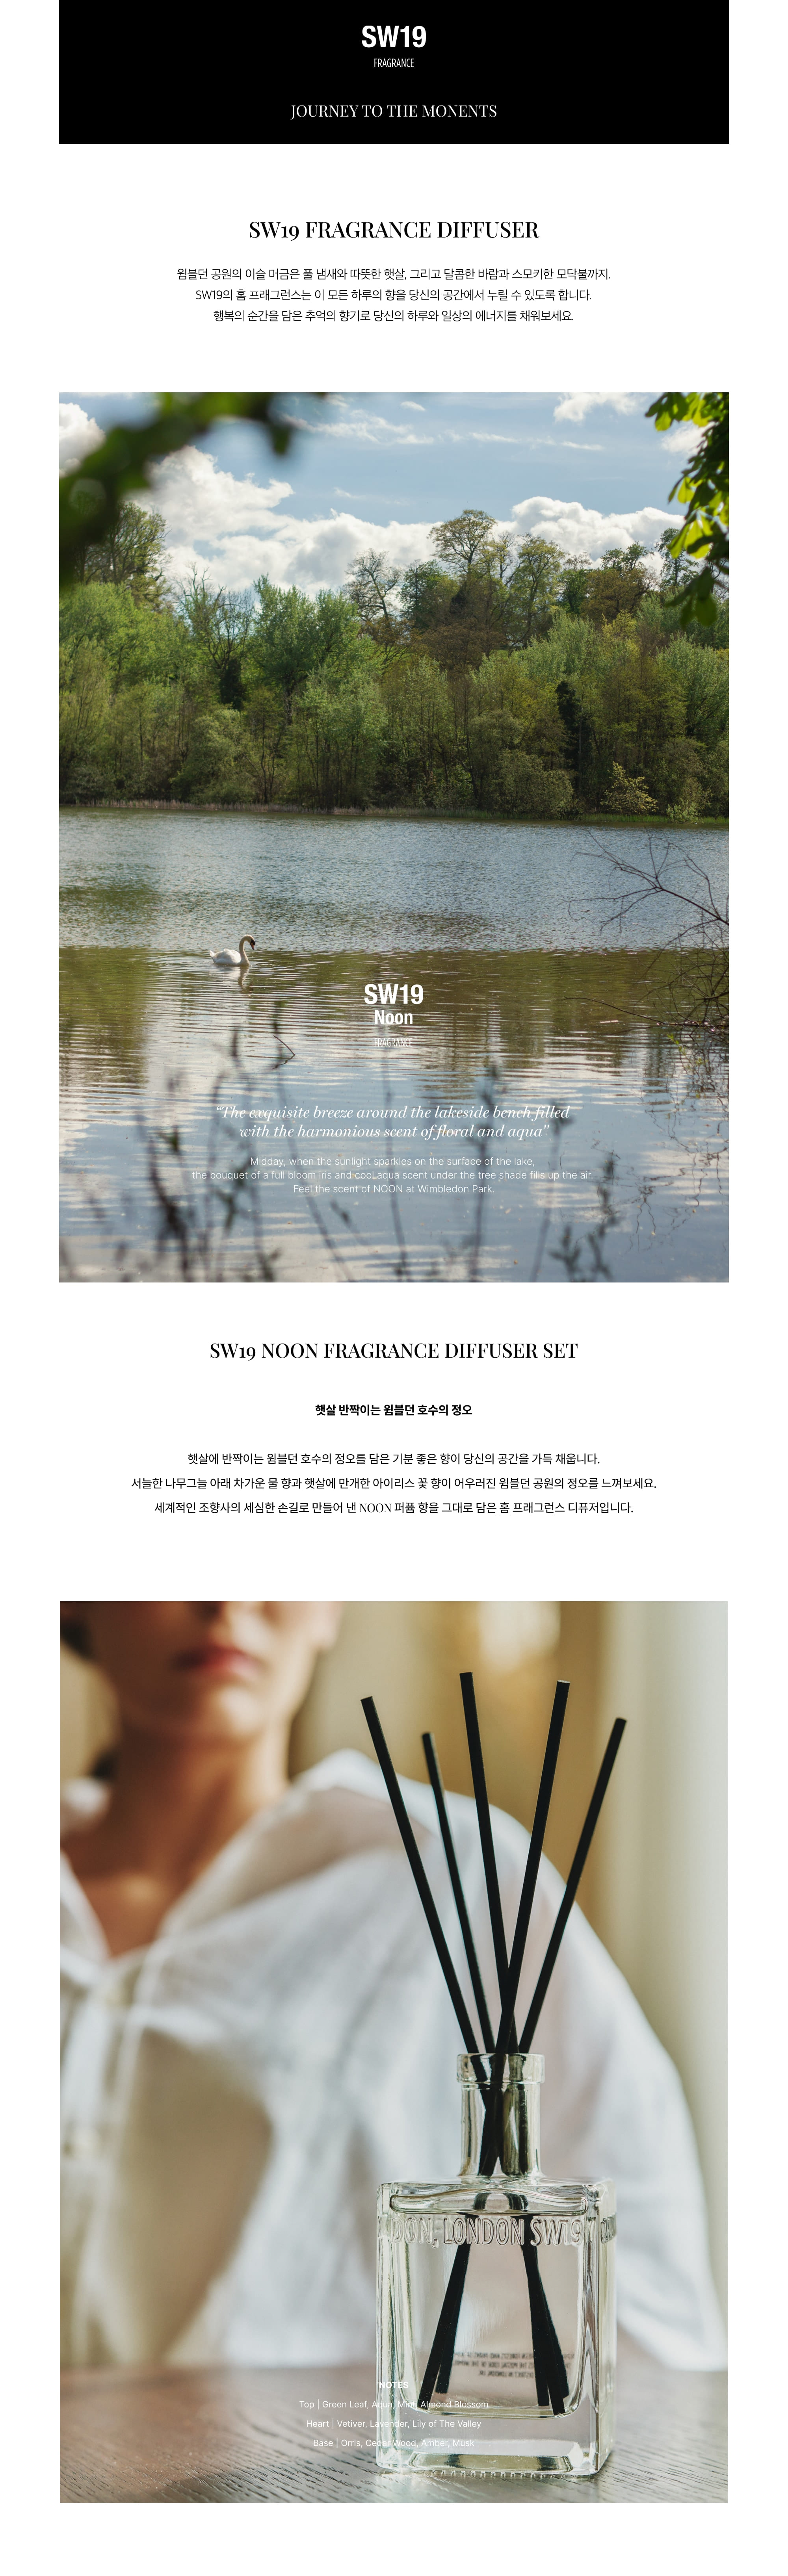 SW19
FRAGRANCE
JOURNEY TO THE MONENTS
SW19 FRAGRANCE DIFFUSER
윔블던 공원의 이슬 머금은 풀 냄새와 따뜻한 햇살, 그리고 달콤한 바람과 스모키한 모닥불까지.
SW19의 홈 프래그런스는 이 모든 하루의 향을 당신의 공간에서 누릴 수 있도록 합니다.
행복의 순간을 담은 추억의 향기로 당신의 하루와 일상의 에너지를 채워보세요.
SW19
Noon
FRAGRANCE
“The exquisite breeze around the lakeside bench filled
with the harmonious scent of floral and aqua”
Midday, when the sunlight sparkles on the surface of the lake,
the bouquet of a full bloom iris and cool aqua scent under the tree shade fills up the air.
Feel the scent of NOON at Wimbledon Park.
SW19 NOON FRAGRANCE DIFFUSER SET
햇살 반짝이는 윔블던 호수의 정오
햇살에 반짝이는 윔블던 호수의 정오를 담은 기분 좋은 향이 당신의 공간을 가득 채웁니다.
서늘한 나무그늘 아래 차가운 물 향과 햇살에 만개한 아이리스 꽃 향이 어우러진 윔블던 공원의 정오를 느껴보세요.
세계적인 조향사의 세심한 손길로 만들어 낸 NOON 퍼퓸 향을 그대로 담은 홈 프래그런스 디퓨저입니다.
DON, LONDON SW19
NOTES
Top | Green Leaf, Aqua, Mint, Almond Blossom
Heart | Vetiver, Lavender, Lily of The Valley
Base | Orris, Cedar Wood, Amber, Musk